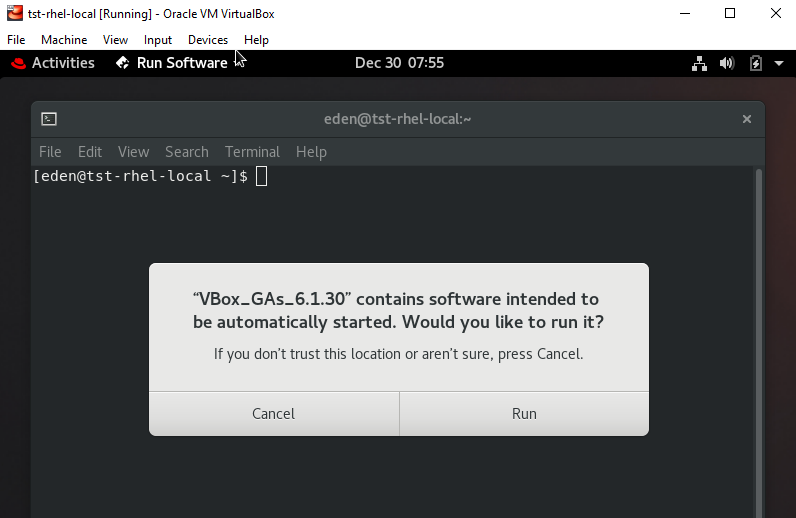 tst-rhel-local [Running] - Oracle VM VirtualBox
File Machine View Input Devices Help
Activities Run Software Dec 30 07:55
eden@tst-rhel-local:~
File Edit View Search Terminal Help
[eden@tst-rhel-local ~]$
“VBox_GAs_6.1.30” contains software intended to
be automatically started. Would you like to run it?
If you don’t trust this location or aren’t sure, press Cancel.
Cancel Run